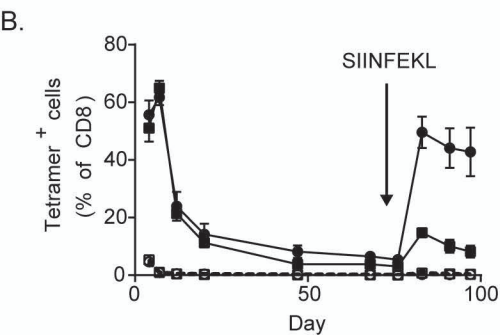 B.
80
60
40
20
0
Tetramer + cells
(% of CD8)
SIINFEKL
0
50
100
Day